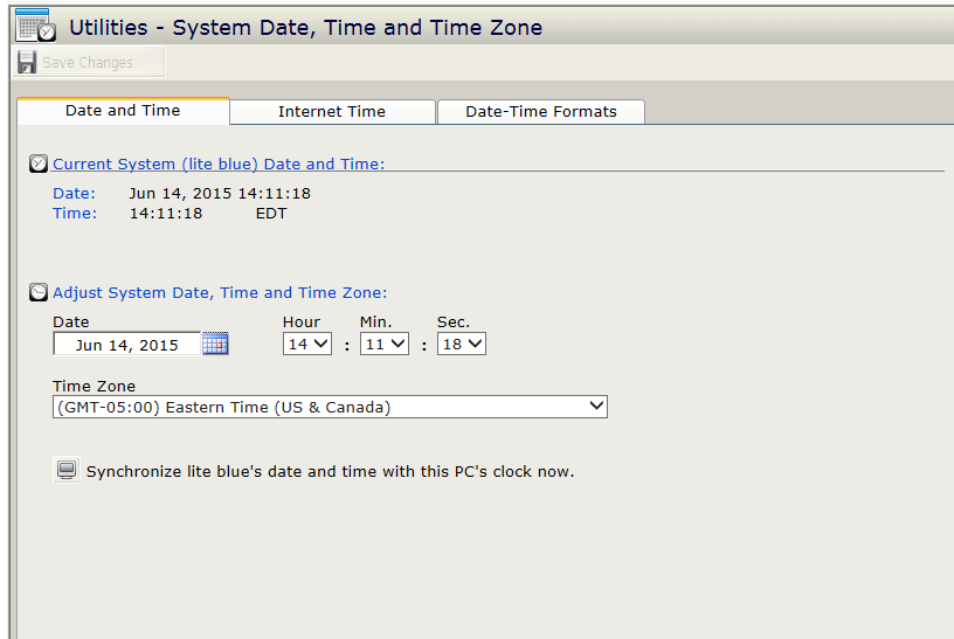 Utilities - System Date, Time and Time Zone
Save Changes
Date and Time Internet Time Date-Time Formats
Current System (lite blue) Date and Time:
Date: Jun 14, 2015 14:11:18
Time: 14:11:18 EDT
Adjust System Date, Time and Time Zone:
Date Hour Min. Sec.
Jun 14, 2015 14 : 11 : 18
Time Zone
(GMT-05:00) Eastern Time (US & Canada)
Synchronize lite blue's date and time with this PC's clock now.